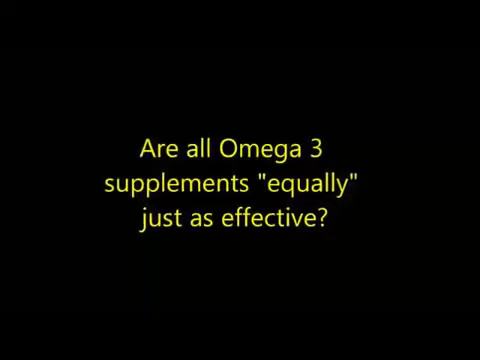 Are all Omega 3
supplements "equally"
just as effective?